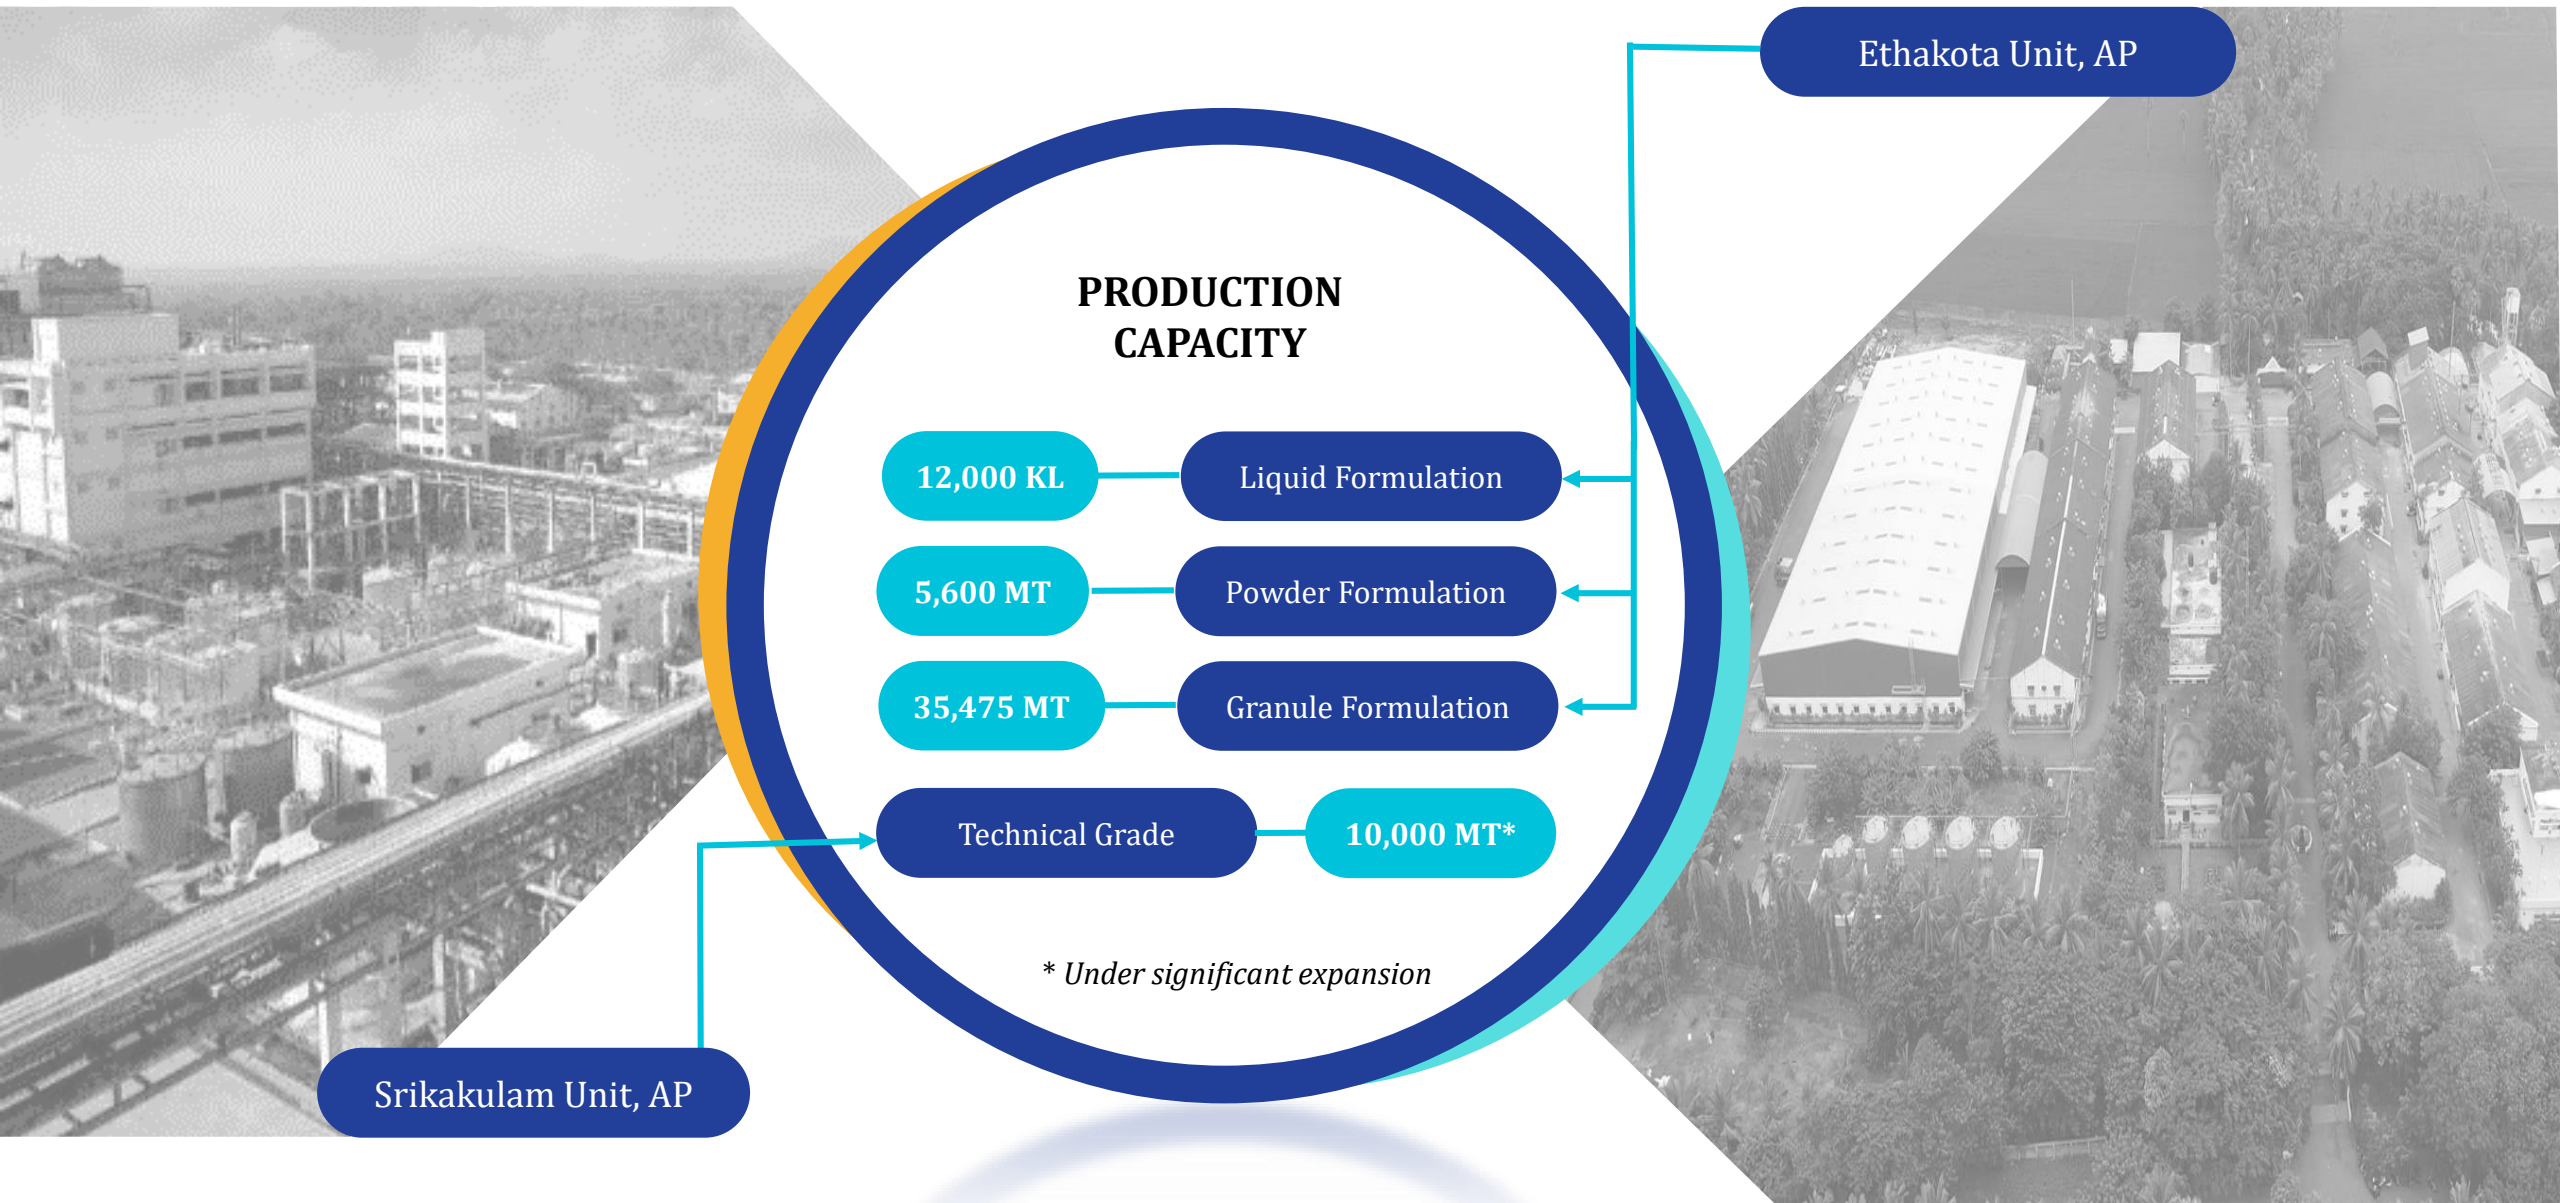 Ethakota Unit, AP
PRODUCTION
CAPACITY
12,000 KL
Liquid Formulation
5,600 MT
Powder Formulation
35,475 MT
Granule Formulation
Technical Grade
10,000 MT*
* Under significant expansion
Srikakulam Unit, AP